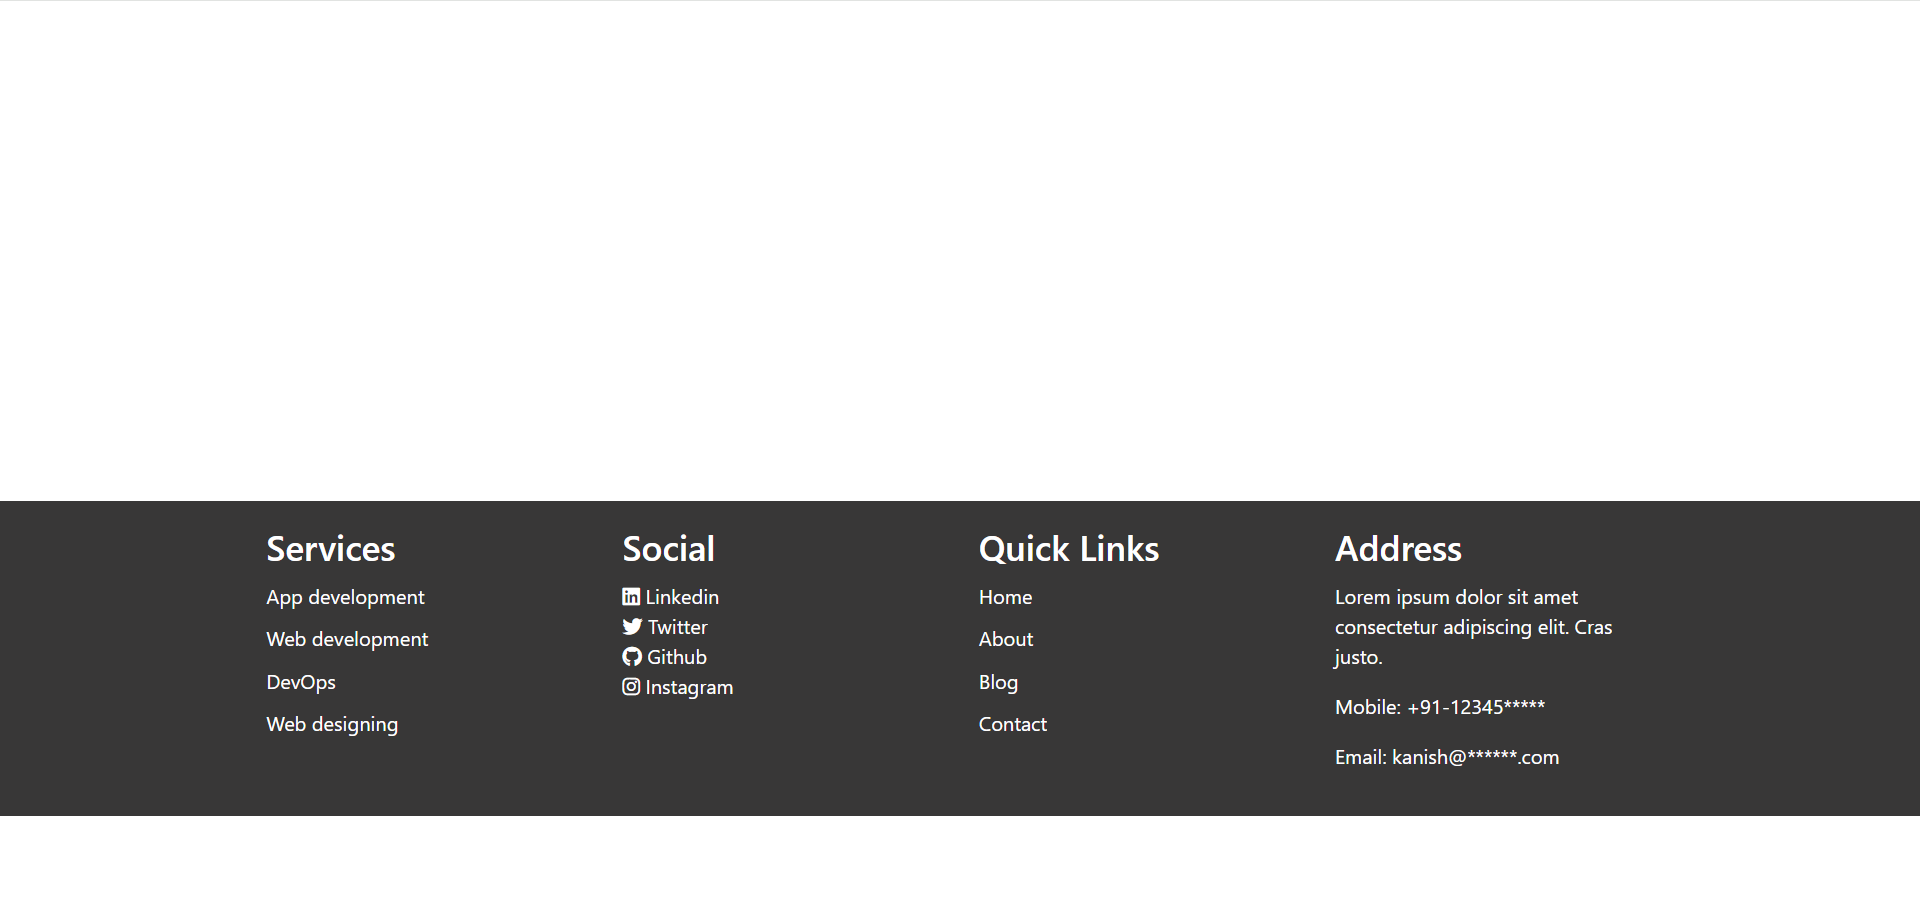 Services
App development
Web development
DevOps
Web designing
Social
Linkedin
Twitter
Github
Instagram
Quick Links
Home
About
Blog
Contact
Address
Lorem ipsum dolor sit amet
consectetur adipiscing elit. Cras
justo.
Mobile: +91-12345*****
Email: kanish@******.com